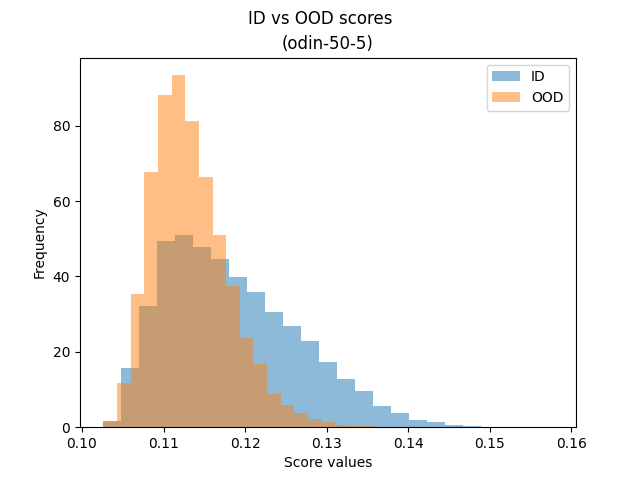 ID vs OOD scores
(odin-50-5)
ID
OOD
Frequency
80
60
40
20
0
0.10 0.11 0.12 0.13 0.14 0.15 0.16
Score values